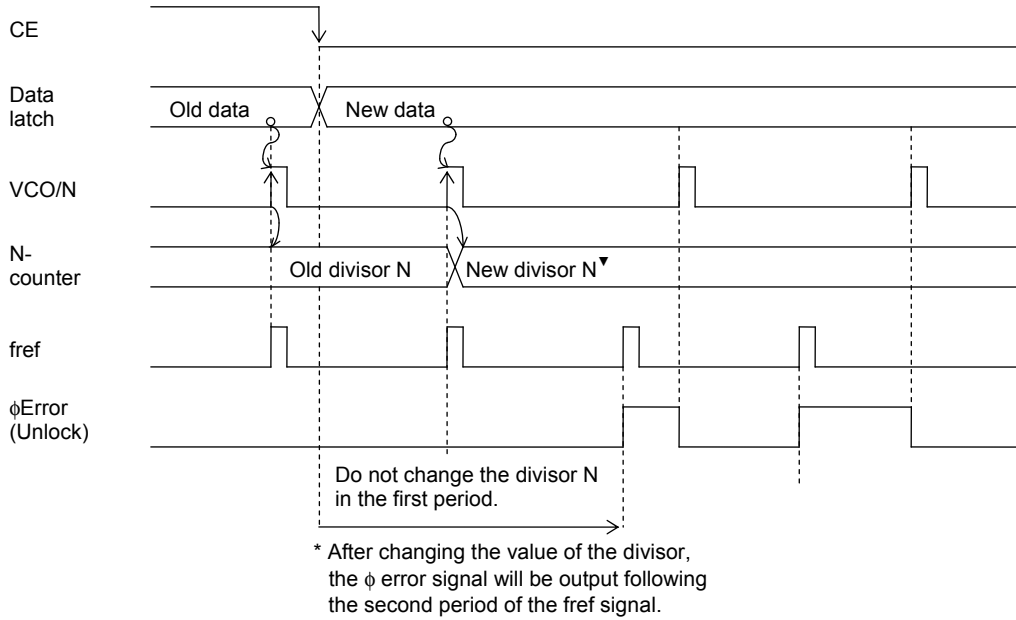 CE
Data
latch
Old data
New data
VCO/N
N-
counter
Old divisor N
New divisor N▼
fref
ϕError
(Unlock)
Do not change the divisor N
in the first period.
* After changing the value of the divisor,
the ϕ error signal will be output following
the second period of the fref signal.